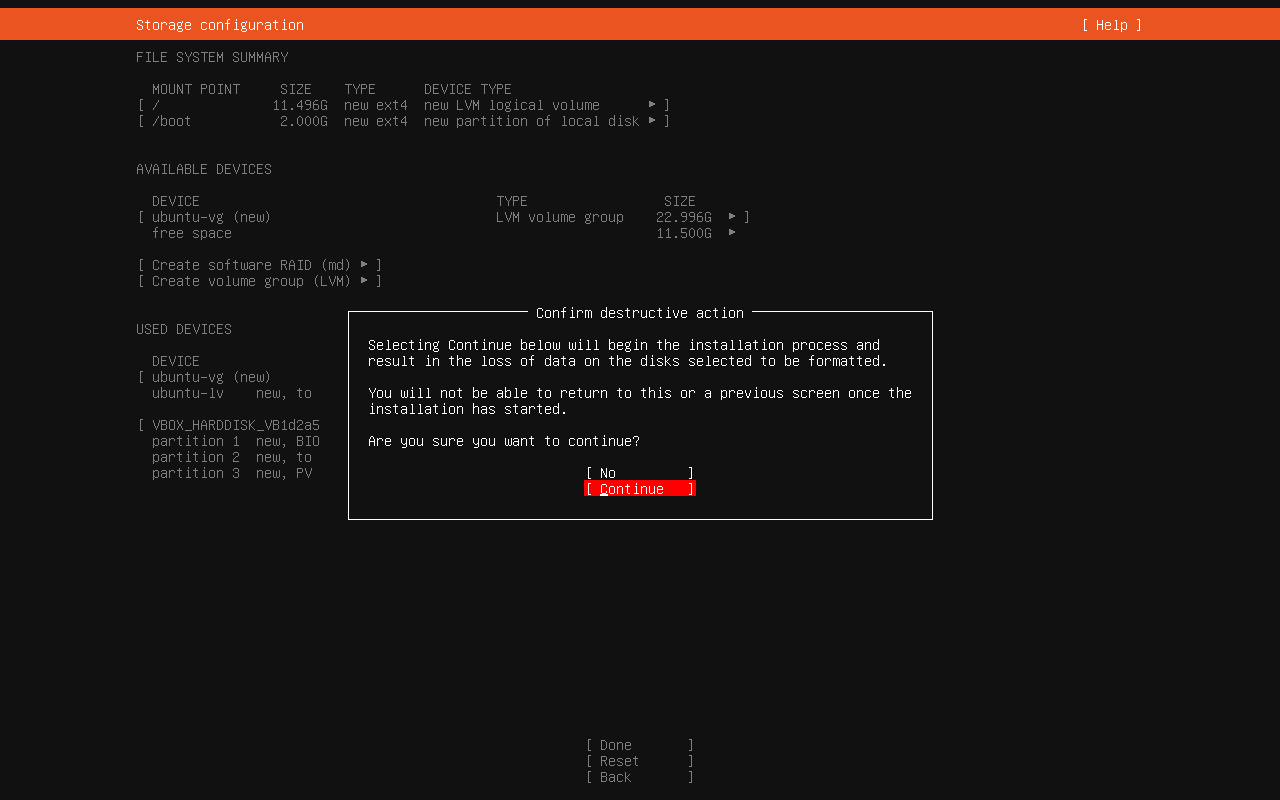 Storage configuration [ Help ]
FILE SYSTEM SUMMARY
MOUNT POINT SIZE TYPE DEVICE TYPE
[ / 11.496G new ext4 new LVM logical volume ▸ ]
[ /boot 2.000G new ext4 new partition of local disk ▸ ]
AVAILABLE DEVICES
DEVICE TYPE SIZE
[ ubuntu-vg (new) LVM volume group 22.996G ▸ ]
free space 11.500G ▸
[ Create software RAID (md) ▸ ]
[ Create volume group (LVM) ▸ ]
USED DEVICES
DEVICE
[ ubuntu-vg (new)
ubuntu-lv new, to
[ VBOX_HARDDISK_VB1d2a5
partition 1 new, BIO
partition 2 new, to
partition 3 new, PV
Confirm destructive action
Selecting Continue below will begin the installation process and
result in the loss of data on the disks selected to be formatted.
You will not be able to return to this or a previous screen once the
installation has started.
Are you sure you want to continue?
[ No ]
[ Continue ]
[ Done ]
[ Reset ]
[ Back ]